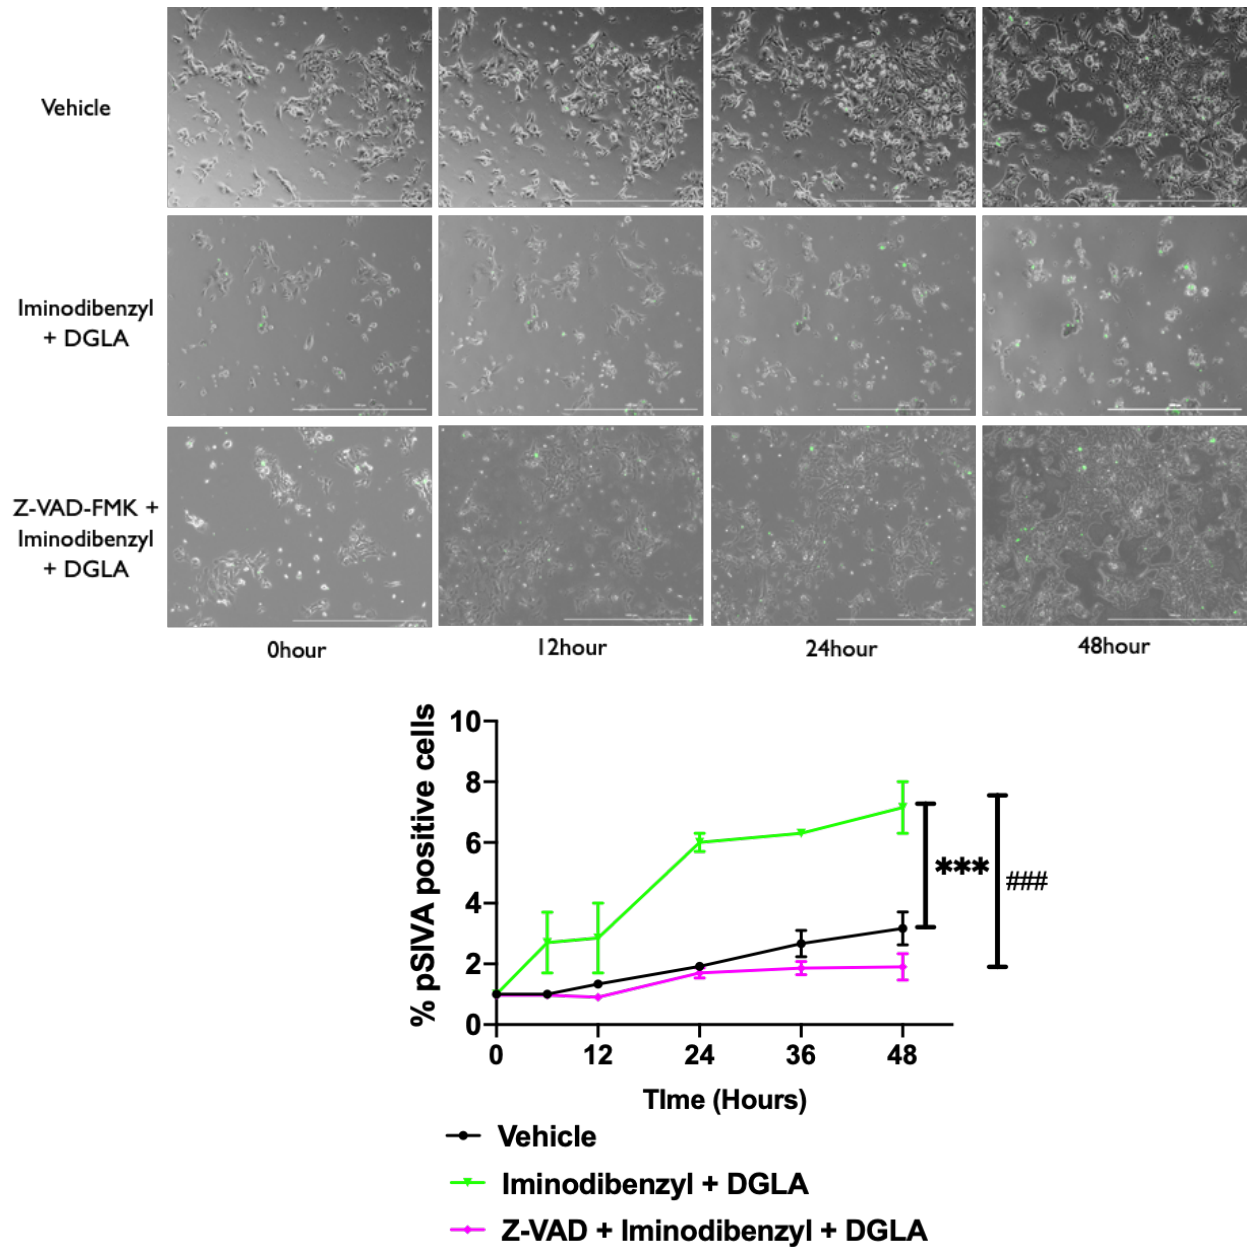 Vehicle
Iminodibenzyl
+ DGLA
Z-VAD-FMK +
Iminodibenzyl
+ DGLA
0hour
12hour
24hour
48hour
% pSIVA positive cells
10
8
6
4
2
0
0
12
24
36
48
***
###
TIme (Hours)
Vehicle
Iminodibenzyl + DGLA
Z-VAD + Iminodibenzyl + DGLA